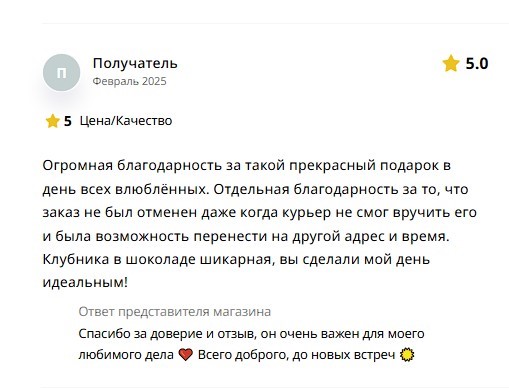 П
Получатель
Февраль 2025
5.0
5 Цена/Качество
Огромная благодарность за такой прекрасный подарок в
день всех влюблённых. Отдельная благодарность за то, что
заказ не был отменен даже когда курьер не смог вручить его
и была возможность перенести на другой адрес и время.
Клубника в шоколаде шикарная, вы сделали мой день
идеальным!
Ответ представителя магазина
Спасибо за доверие и отзыв, он очень важен для моего
любимого дела ❤️ Всего доброго, до новых встреч